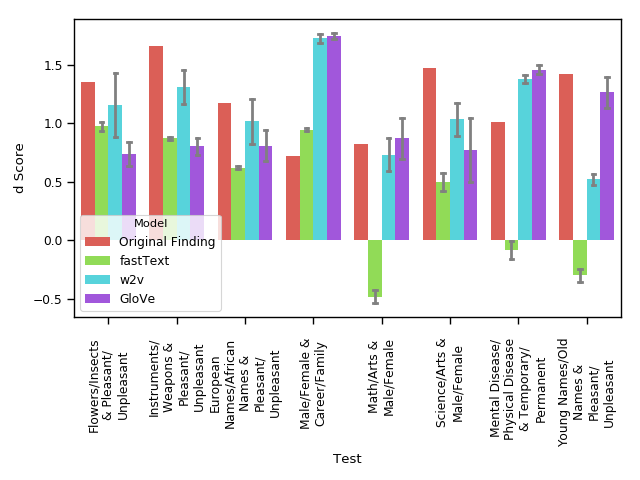 d Score
1.5
1.0
0.5
0.0
−0.5
Model
Original Finding
fastText
w2v
GloVe
Flowers/Insects
& Pleasant/
Unpleasant
Instruments/
Weapons &
Pleasant/
Unpleasant
European
Names/African
Names &
Pleasant/
Unpleasant
Male/Female &
Career/Family
Math/Arts &
Male/Female
Science/Arts &
Male/Female
Mental Disease/
Physical Disease
& Temporary/
Permanent
Young Names/Old
Names &
Pleasant/
Unpleasant
Test